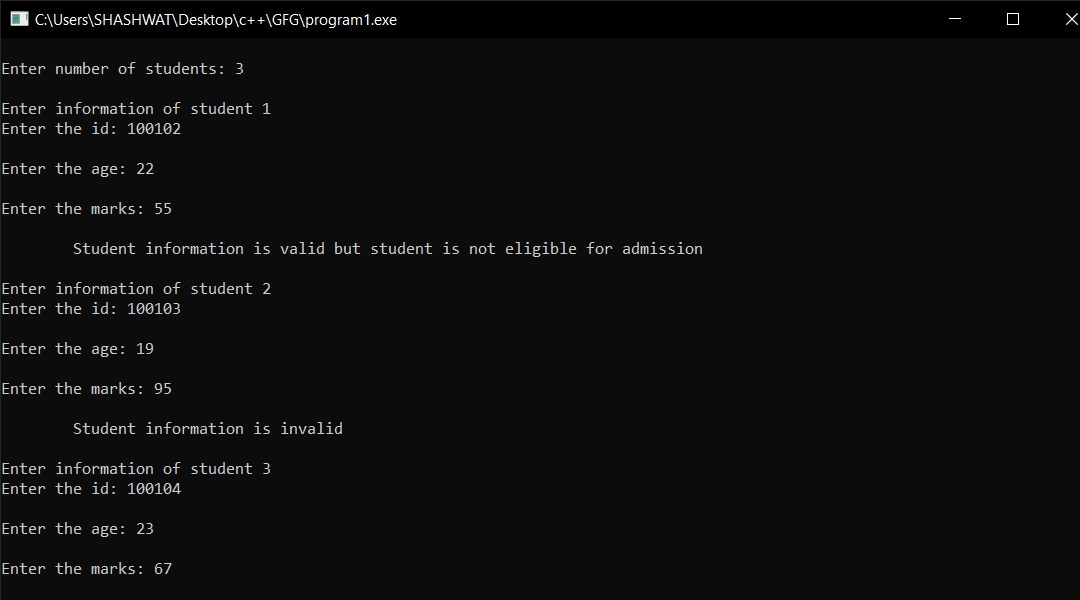 C:\Users\SHASHWAT\Desktop\c++\GFG\program1.exe
Enter number of students: 3
Enter information of student 1
Enter the id: 100102
Enter the age: 22
Enter the marks: 55
Student information is valid but student is not eligible for admission
Enter information of student 2
Enter the id: 100103
Enter the age: 19
Enter the marks: 95
Student information is invalid
Enter information of student 3
Enter the id: 100104
Enter the age: 23
Enter the marks: 67